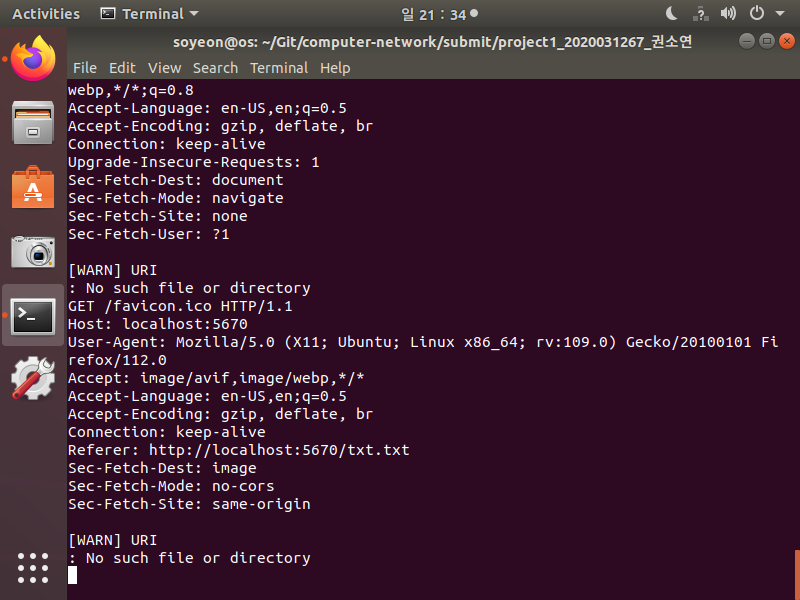 Activities Terminal 일 21 : 34
soyeon@os: ~/Git/computer-network/submit/project1_2020031267_권소연
File Edit View Search Terminal Help
webp,*/*;q=0.8
Accept-Language: en-US,en;q=0.5
Accept-Encoding: gzip, deflate, br
Connection: keep-alive
Upgrade-Insecure-Requests: 1
Sec-Fetch-Dest: document
Sec-Fetch-Mode: navigate
Sec-Fetch-Site: none
Sec-Fetch-User: ?1
[WARN] URI
: No such file or directory
GET /favicon.ico HTTP/1.1
Host: localhost:5670
User-Agent: Mozilla/5.0 (X11; Ubuntu; Linux x86_64; rv:109.0) Gecko/20100101 Fi
refox/112.0
Accept: image/avif,image/webp,*/*
Accept-Language: en-US,en;q=0.5
Accept-Encoding: gzip, deflate, br
Connection: keep-alive
Referer: http://localhost:5670/txt.txt
Sec-Fetch-Dest: image
Sec-Fetch-Mode: no-cors
Sec-Fetch-Site: same-origin
[WARN] URI
: No such file or directory